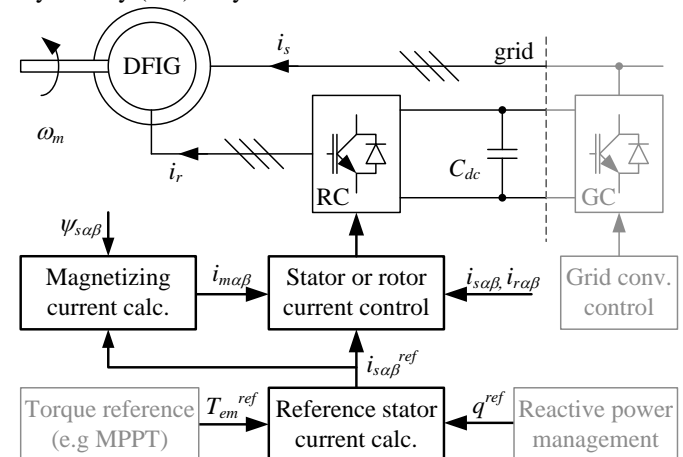 DFIG
i_s
grid
ω_m
i_r
RC
C_dc
GC
ψ_sαβ
Magnetizing
current calc.
i_mαβ
Stator or rotor
current control
i_sαβ, i_rαβ
Grid conv.
control
i_sαβ^ref
Torque reference
(e.g MPPT)
T_em^ref
Reference stator
current calc.
q^ref
Reactive power
management